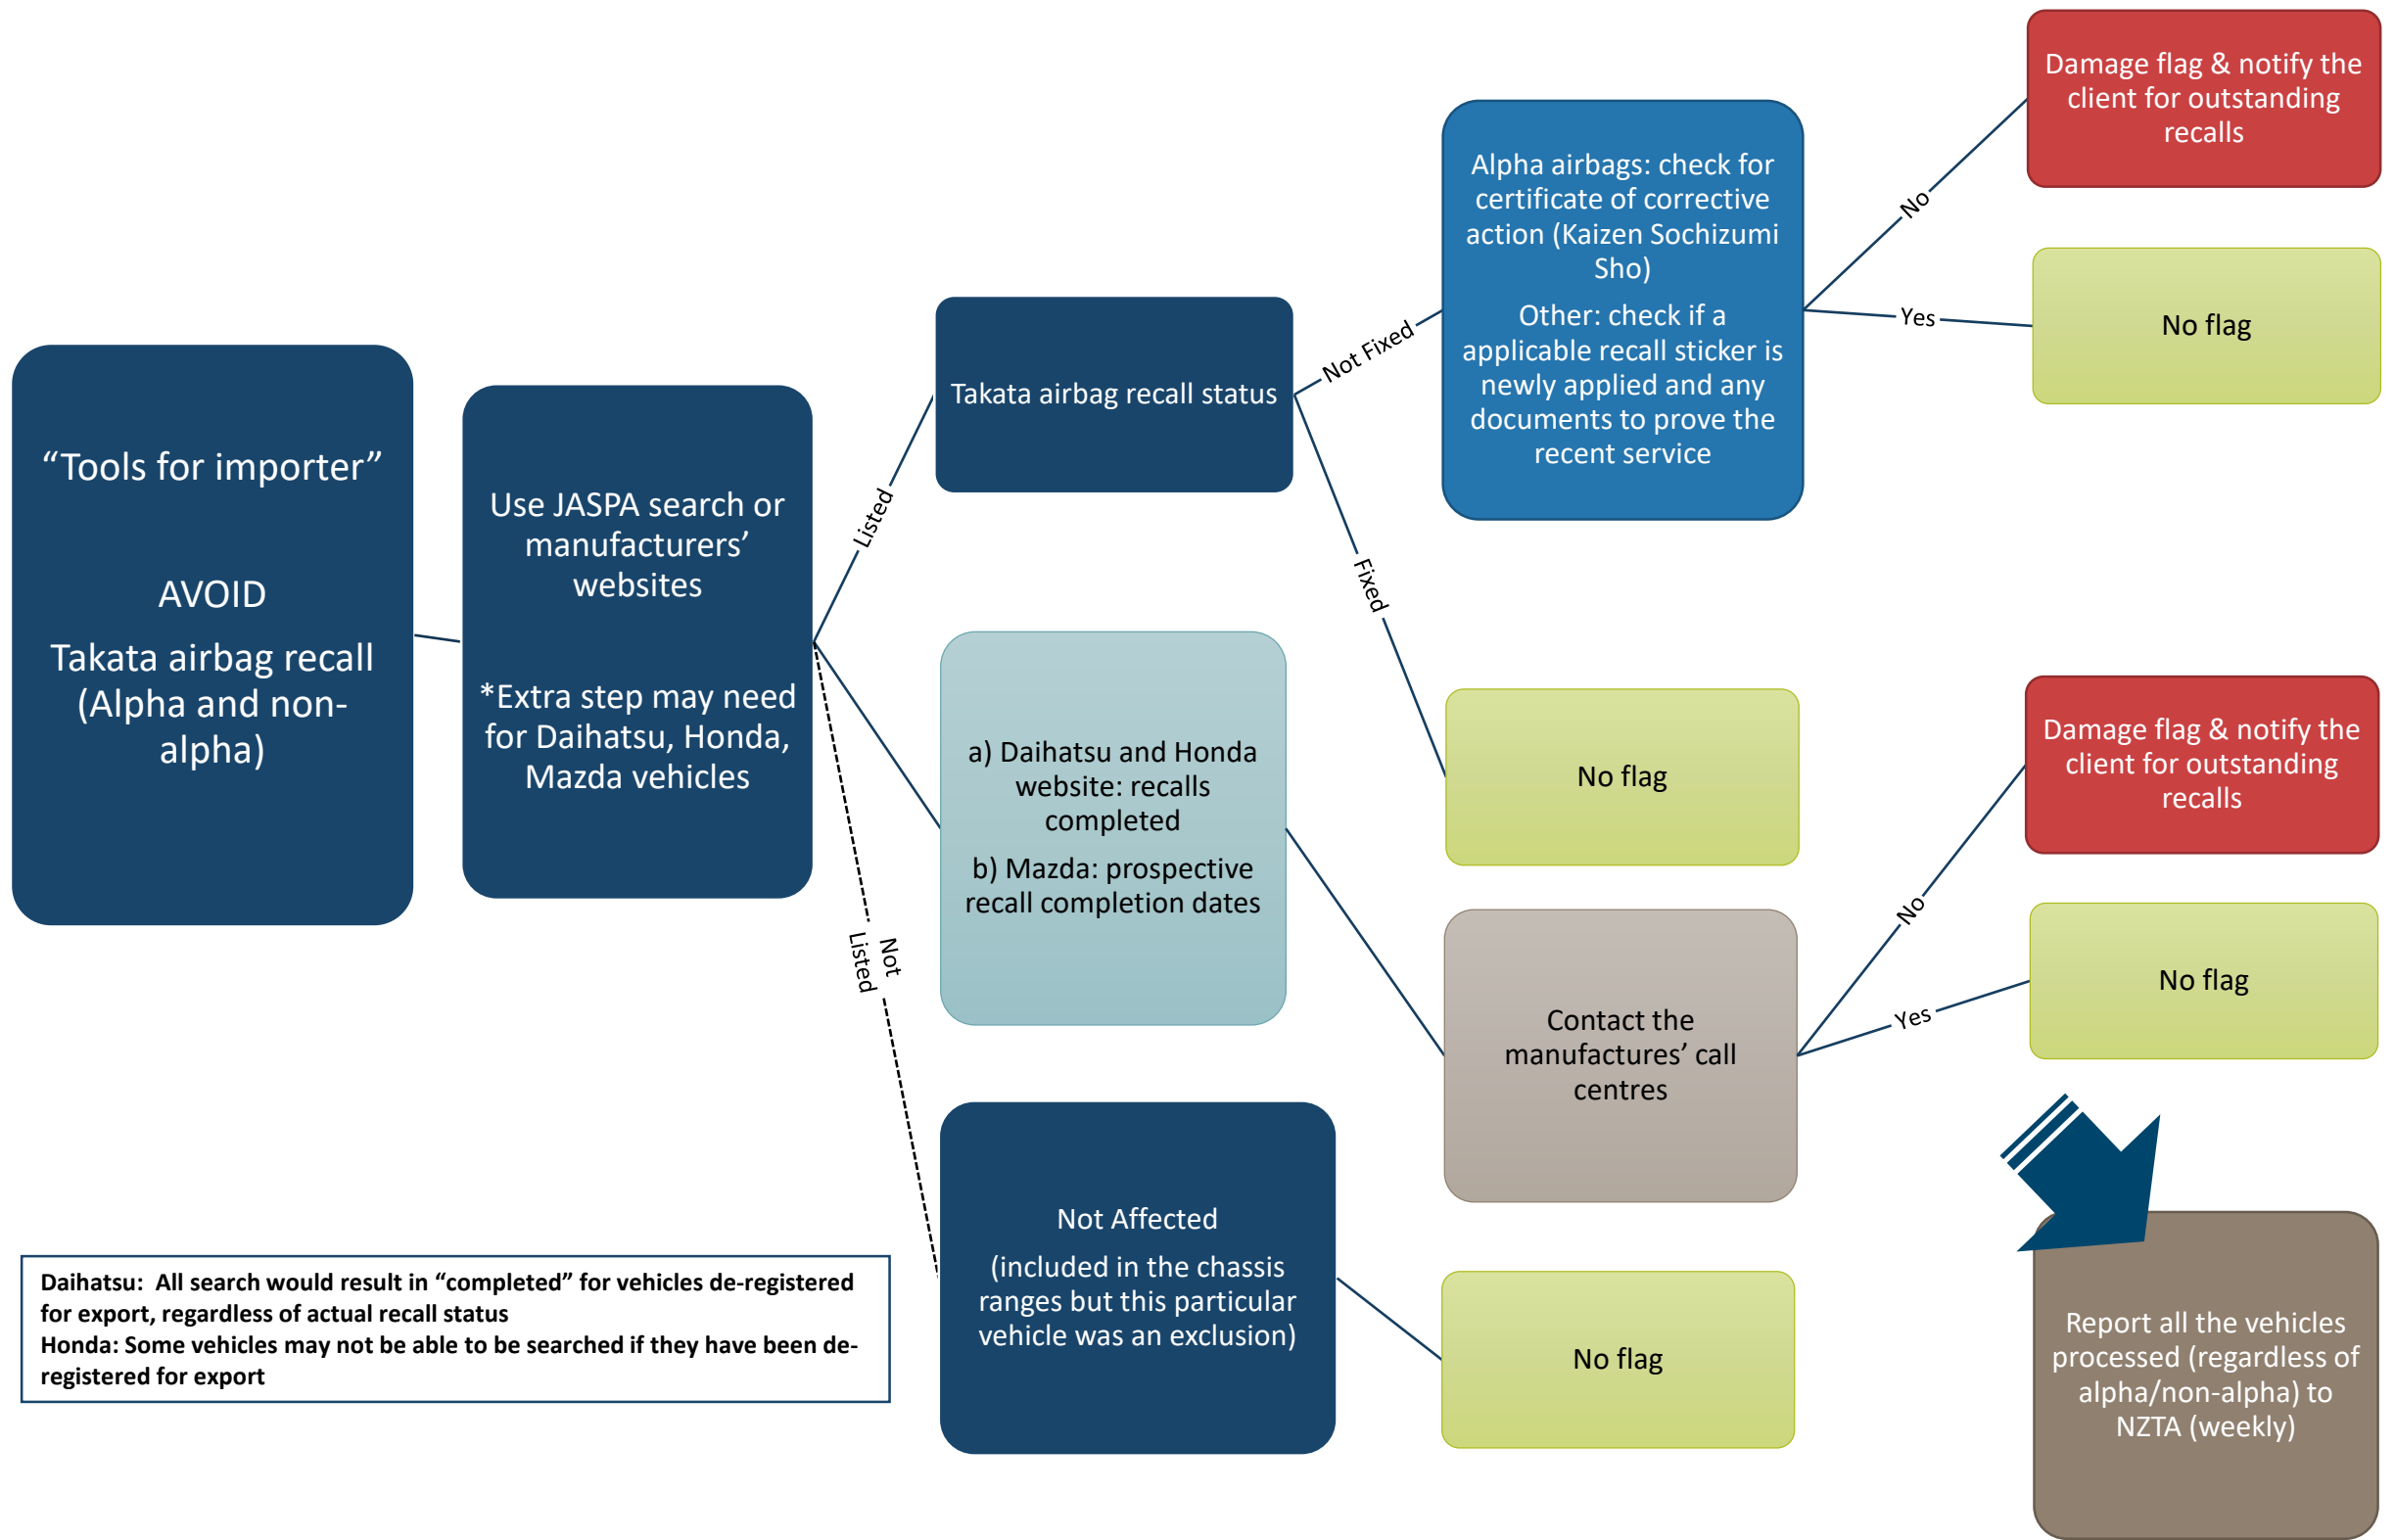 “Tools for importer”
AVOID
Takata airbag recall
(Alpha and non-
alpha)
Use JASPA search or
manufacturers’
websites
*Extra step may need
for Daihatsu, Honda,
Mazda vehicles
Listed
Not
Listed
Takata airbag recall status
Not Fixed
Fixed
Alpha airbags: check for
certificate of corrective
action (Kaizen Sochizumi
Sho)
Other: check if a
applicable recall sticker is
newly applied and any
documents to prove the
recent service
No
Yes
Damage flag & notify the
client for outstanding
recalls
No flag
No flag
a) Daihatsu and Honda
website: recalls
completed
b) Mazda: prospective
recall completion dates
Contact the
manufactures’ call
centres
No
Yes
Damage flag & notify the
client for outstanding
recalls
No flag
Not Affected
(included in the chassis
ranges but this particular
vehicle was an exclusion)
No flag
Report all the vehicles
processed (regardless of
alpha/non-alpha) to
NZTA (weekly)
Daihatsu:  All search would result in “completed” for vehicles de-registered
for export, regardless of actual recall status
Honda: Some vehicles may not be able to be searched if they have been de-
registered for export